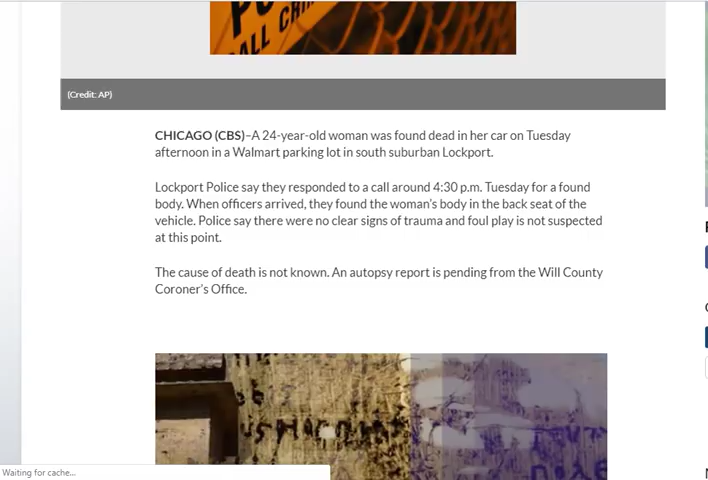 ALL CRI
(Credit: AP)
CHICAGO (CBS)–A 24-year-old woman was found dead in her car on Tuesday
afternoon in a Walmart parking lot in south suburban Lockport.
Lockport Police say they responded to a call around 4:30 p.m. Tuesday for a found
body. When officers arrived, they found the woman's body in the back seat of the
vehicle. Police say there were no clear signs of trauma and foul play is not suspected
at this point.
The cause of death is not known. An autopsy report is pending from the Will County
Coroner's Office.
Waiting for cache...